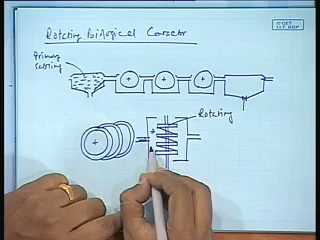 Rotating Biological Contactor
© CET
I.I.T. KGP
Primary
Settling
Rotating